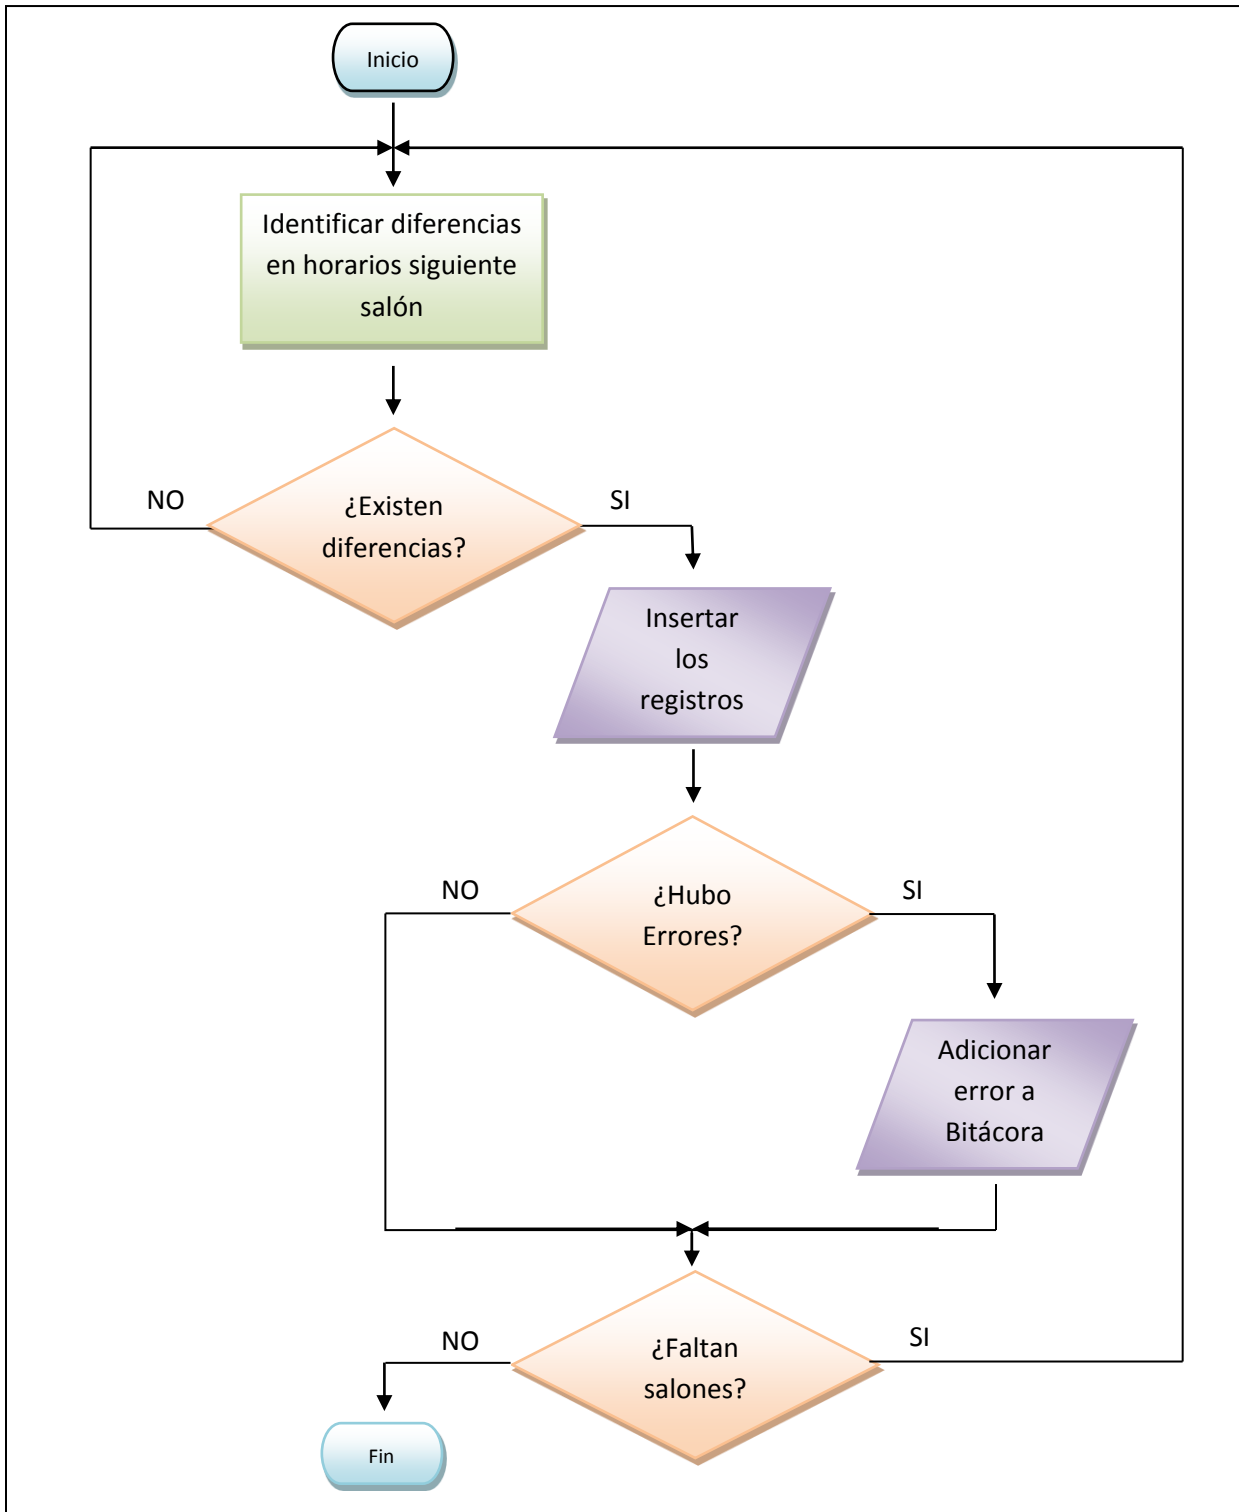 Inicio
Identificar diferencias
en horarios siguiente
salón
NO
SI
¿Existen
diferencias?
Insertar
los
registros
NO
SI
¿Hubo
Errores?
Adicionar
error a
Bitácora
NO
SI
¿Faltan
salones?
Fin